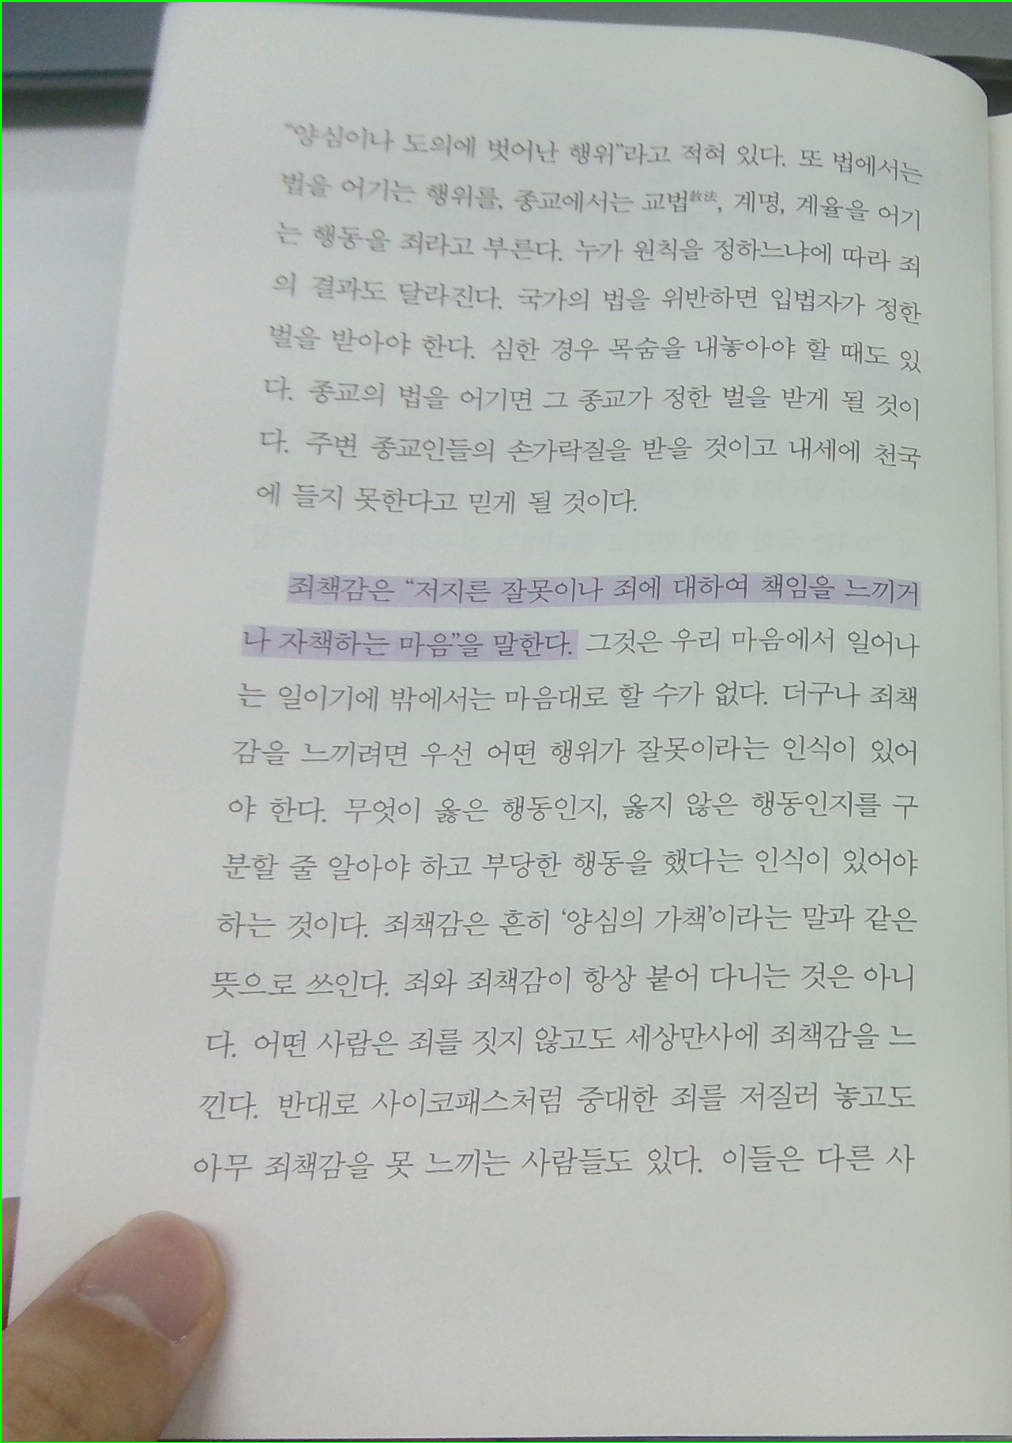 “양심이나 도의에 벗어난 행위”라고 적혀 있다. 또 법에서는
법을 어기는 행위를, 종교에서는 교법敎法, 계명, 계율을 어기
는 행동을 죄라고 부른다. 누가 원칙을 정하느냐에 따라 죄
의 결과도 달라진다. 국가의 법을 위반하면 입법자가 정한
벌을 받아야 한다. 심한 경우 목숨을 내놓아야 할 때도 있
다. 종교의 법을 어기면 그 종교가 정한 벌을 받게 될 것이
다. 주변 종교인들의 손가락질을 받을 것이고 내세에 천국
에 들지 못한다고 믿게 될 것이다.
죄책감은 “저지른 잘못이나 죄에 대하여 책임을 느끼거
나 자책하는 마음”을 말한다. 그것은 우리 마음에서 일어나
는 일이기에 밖에서는 마음대로 할 수가 없다. 더구나 죄책
감을 느끼려면 우선 어떤 행위가 잘못이라는 인식이 있어
야 한다. 무엇이 옳은 행동인지, 옳지 않은 행동인지를 구
분할 줄 알아야 하고 부당한 행동을 했다는 인식이 있어야
하는 것이다. 죄책감은 흔히 ‘양심의 가책’이라는 말과 같은
뜻으로 쓰인다. 죄와 죄책감이 항상 붙어 다니는 것은 아니
다. 어떤 사람은 죄를 짓지 않고도 세상만사에 죄책감을 느
낀다. 반대로 사이코패스처럼 중대한 죄를 저질러 놓고도
아무 죄책감을 못 느끼는 사람들도 있다. 이들은 다른 사